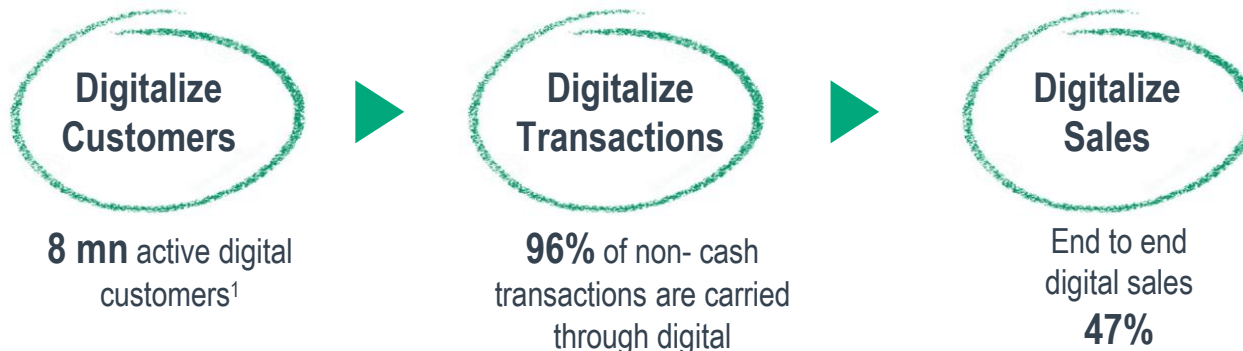 Digitalize
Customers
8 mn active digital
customers¹
Digitalize
Transactions
96% of non- cash
transactions are carried
through digital
Digitalize
Sales
End to end
digital sales
47%